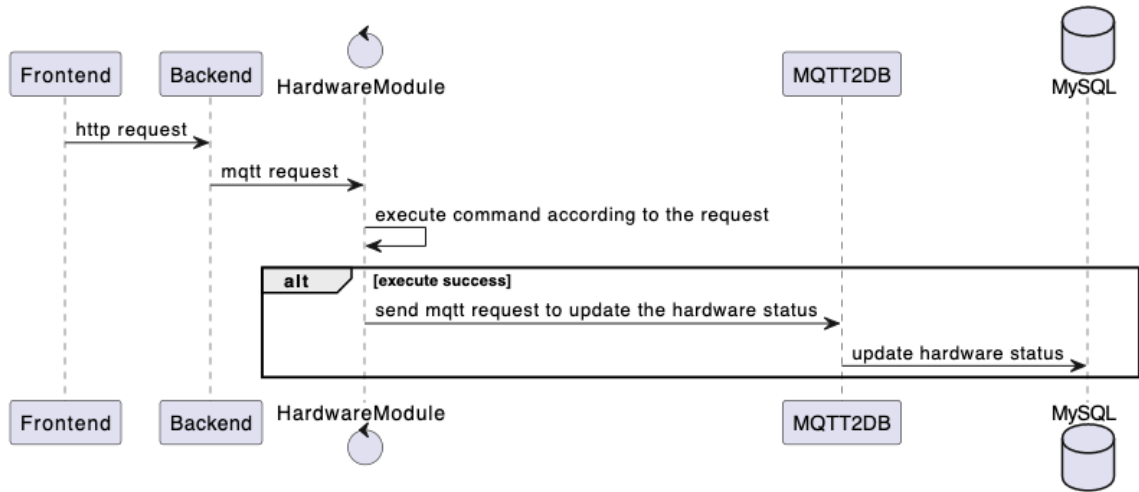 Frontend
Backend
HardwareModule
MQTT2DB
MySQL
http request
mqtt request
execute command according to the request
alt
[execute success]
send mqtt request to update the hardware status
update hardware status
Frontend
Backend
HardwareModule
MQTT2DB
MySQL